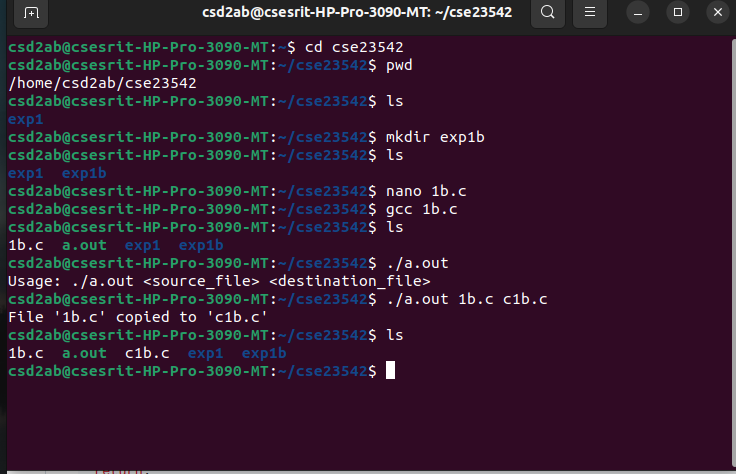 csd2ab@csesrit-HP-Pro-3090-MT: ~/cse23542
csd2ab@csesrit-HP-Pro-3090-MT:~$ cd cse23542
csd2ab@csesrit-HP-Pro-3090-MT:~/cse23542$ pwd
/home/csd2ab/cse23542
csd2ab@csesrit-HP-Pro-3090-MT:~/cse23542$ ls
exp1
csd2ab@csesrit-HP-Pro-3090-MT:~/cse23542$ mkdir exp1b
csd2ab@csesrit-HP-Pro-3090-MT:~/cse23542$ ls
exp1  exp1b
csd2ab@csesrit-HP-Pro-3090-MT:~/cse23542$ nano 1b.c
csd2ab@csesrit-HP-Pro-3090-MT:~/cse23542$ gcc 1b.c
csd2ab@csesrit-HP-Pro-3090-MT:~/cse23542$ ls
1b.c  a.out  exp1  exp1b
csd2ab@csesrit-HP-Pro-3090-MT:~/cse23542$ ./a.out
Usage: ./a.out <source_file> <destination_file>
csd2ab@csesrit-HP-Pro-3090-MT:~/cse23542$ ./a.out 1b.c c1b.c
File '1b.c' copied to 'c1b.c'
csd2ab@csesrit-HP-Pro-3090-MT:~/cse23542$ ls
1b.c  a.out  c1b.c  exp1  exp1b
csd2ab@csesrit-HP-Pro-3090-MT:~/cse23542$